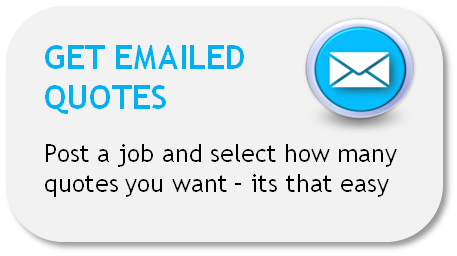 GET EMAILED
QUOTES
Post a job and select how many
quotes you want – its that easy